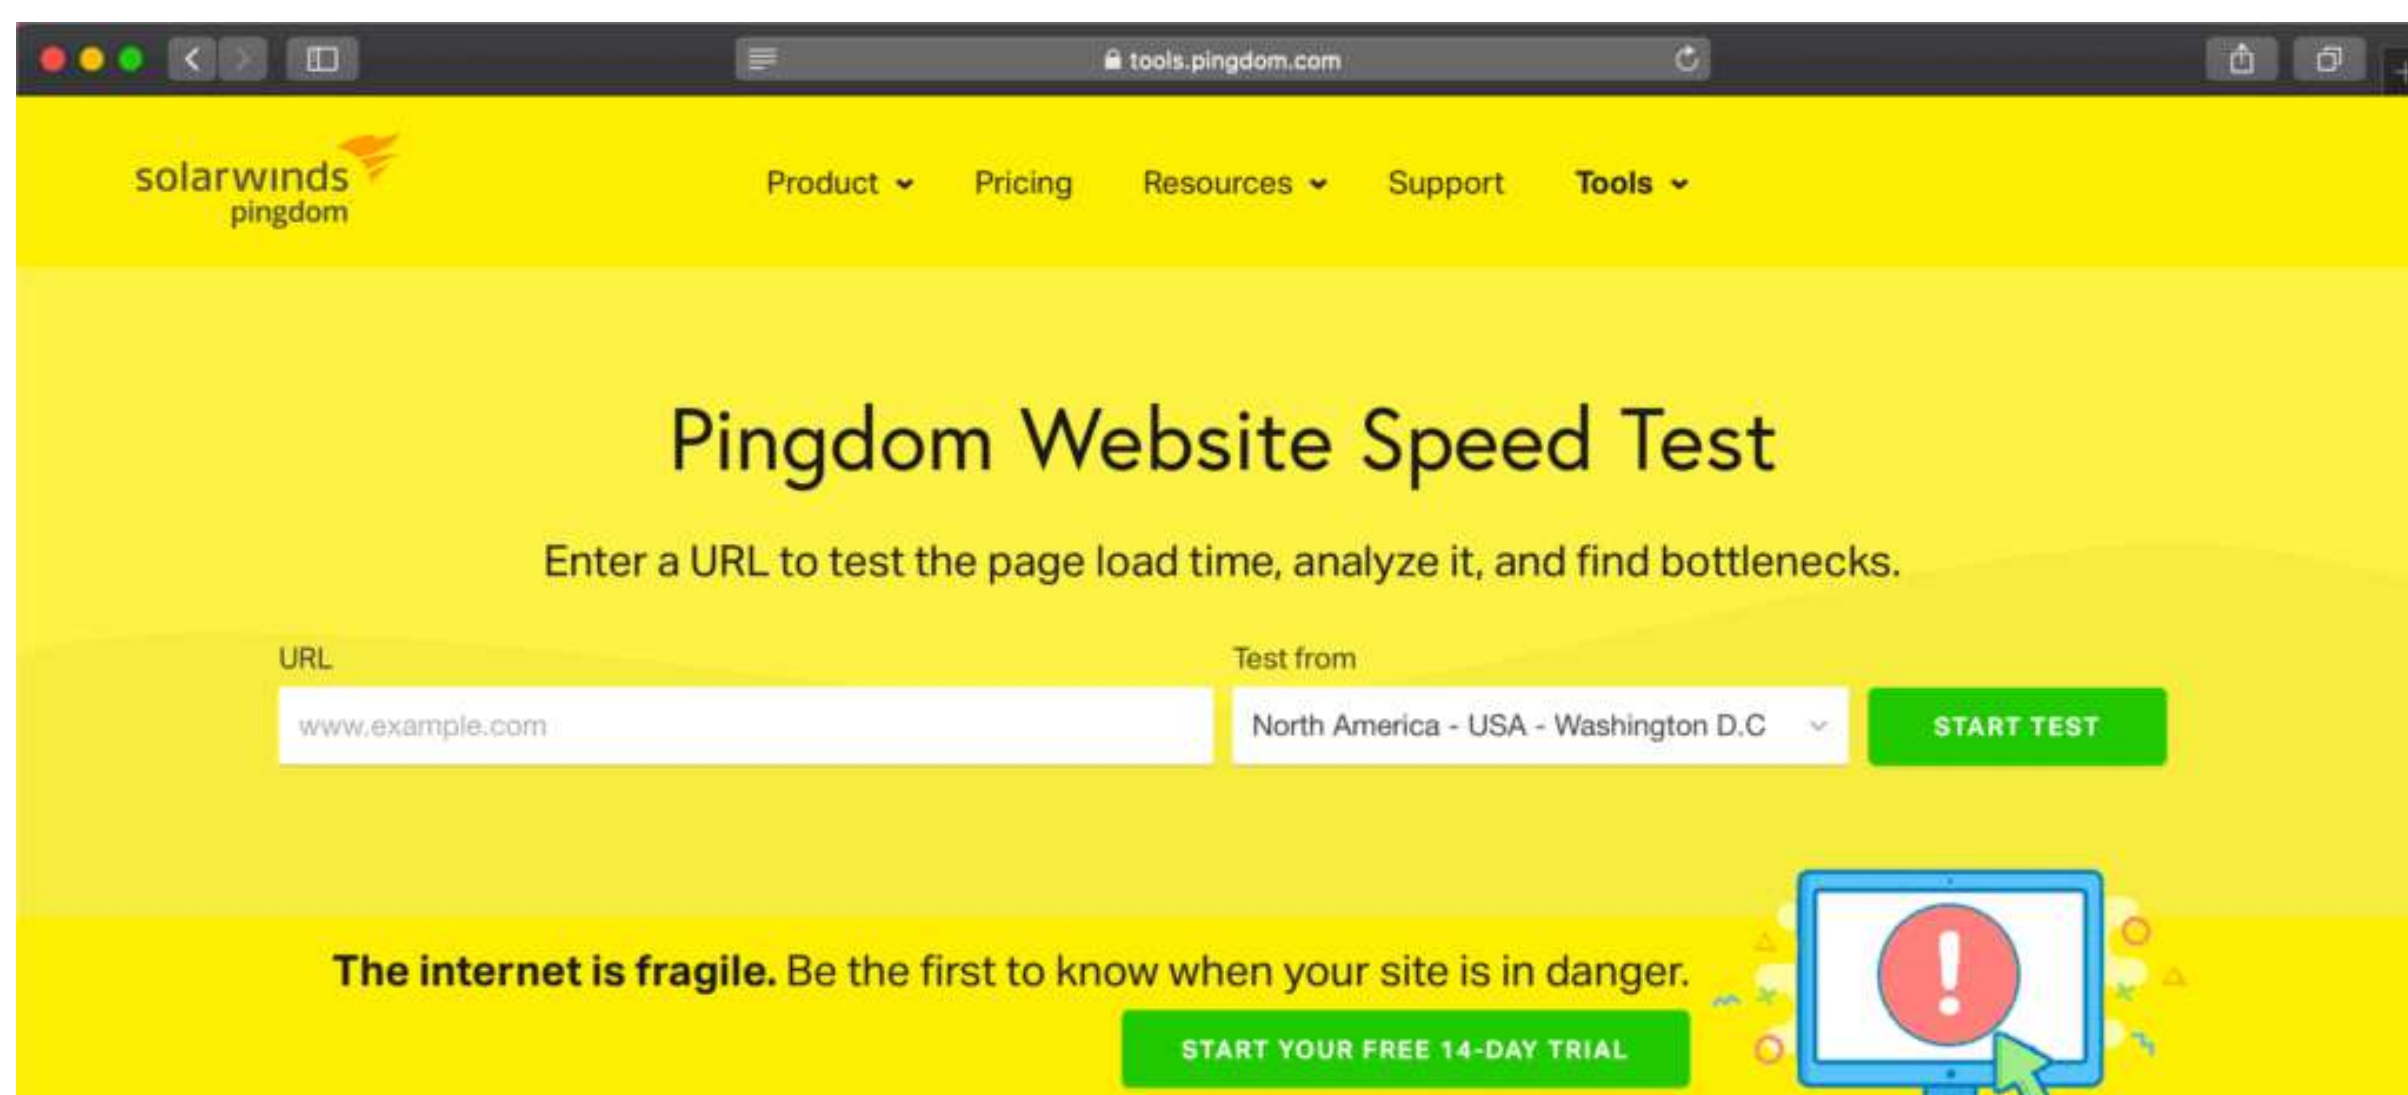 tools.pingdom.com
solarwinds
pingdom
Product Pricing Resources Support Tools
Pingdom Website Speed Test
Enter a URL to test the page load time, analyze it, and find bottlenecks.
URL Test from
www.example.com North America - USA - Washington D.C START TEST
The internet is fragile. Be the first to know when your site is in danger.
START YOUR FREE 14-DAY TRIAL